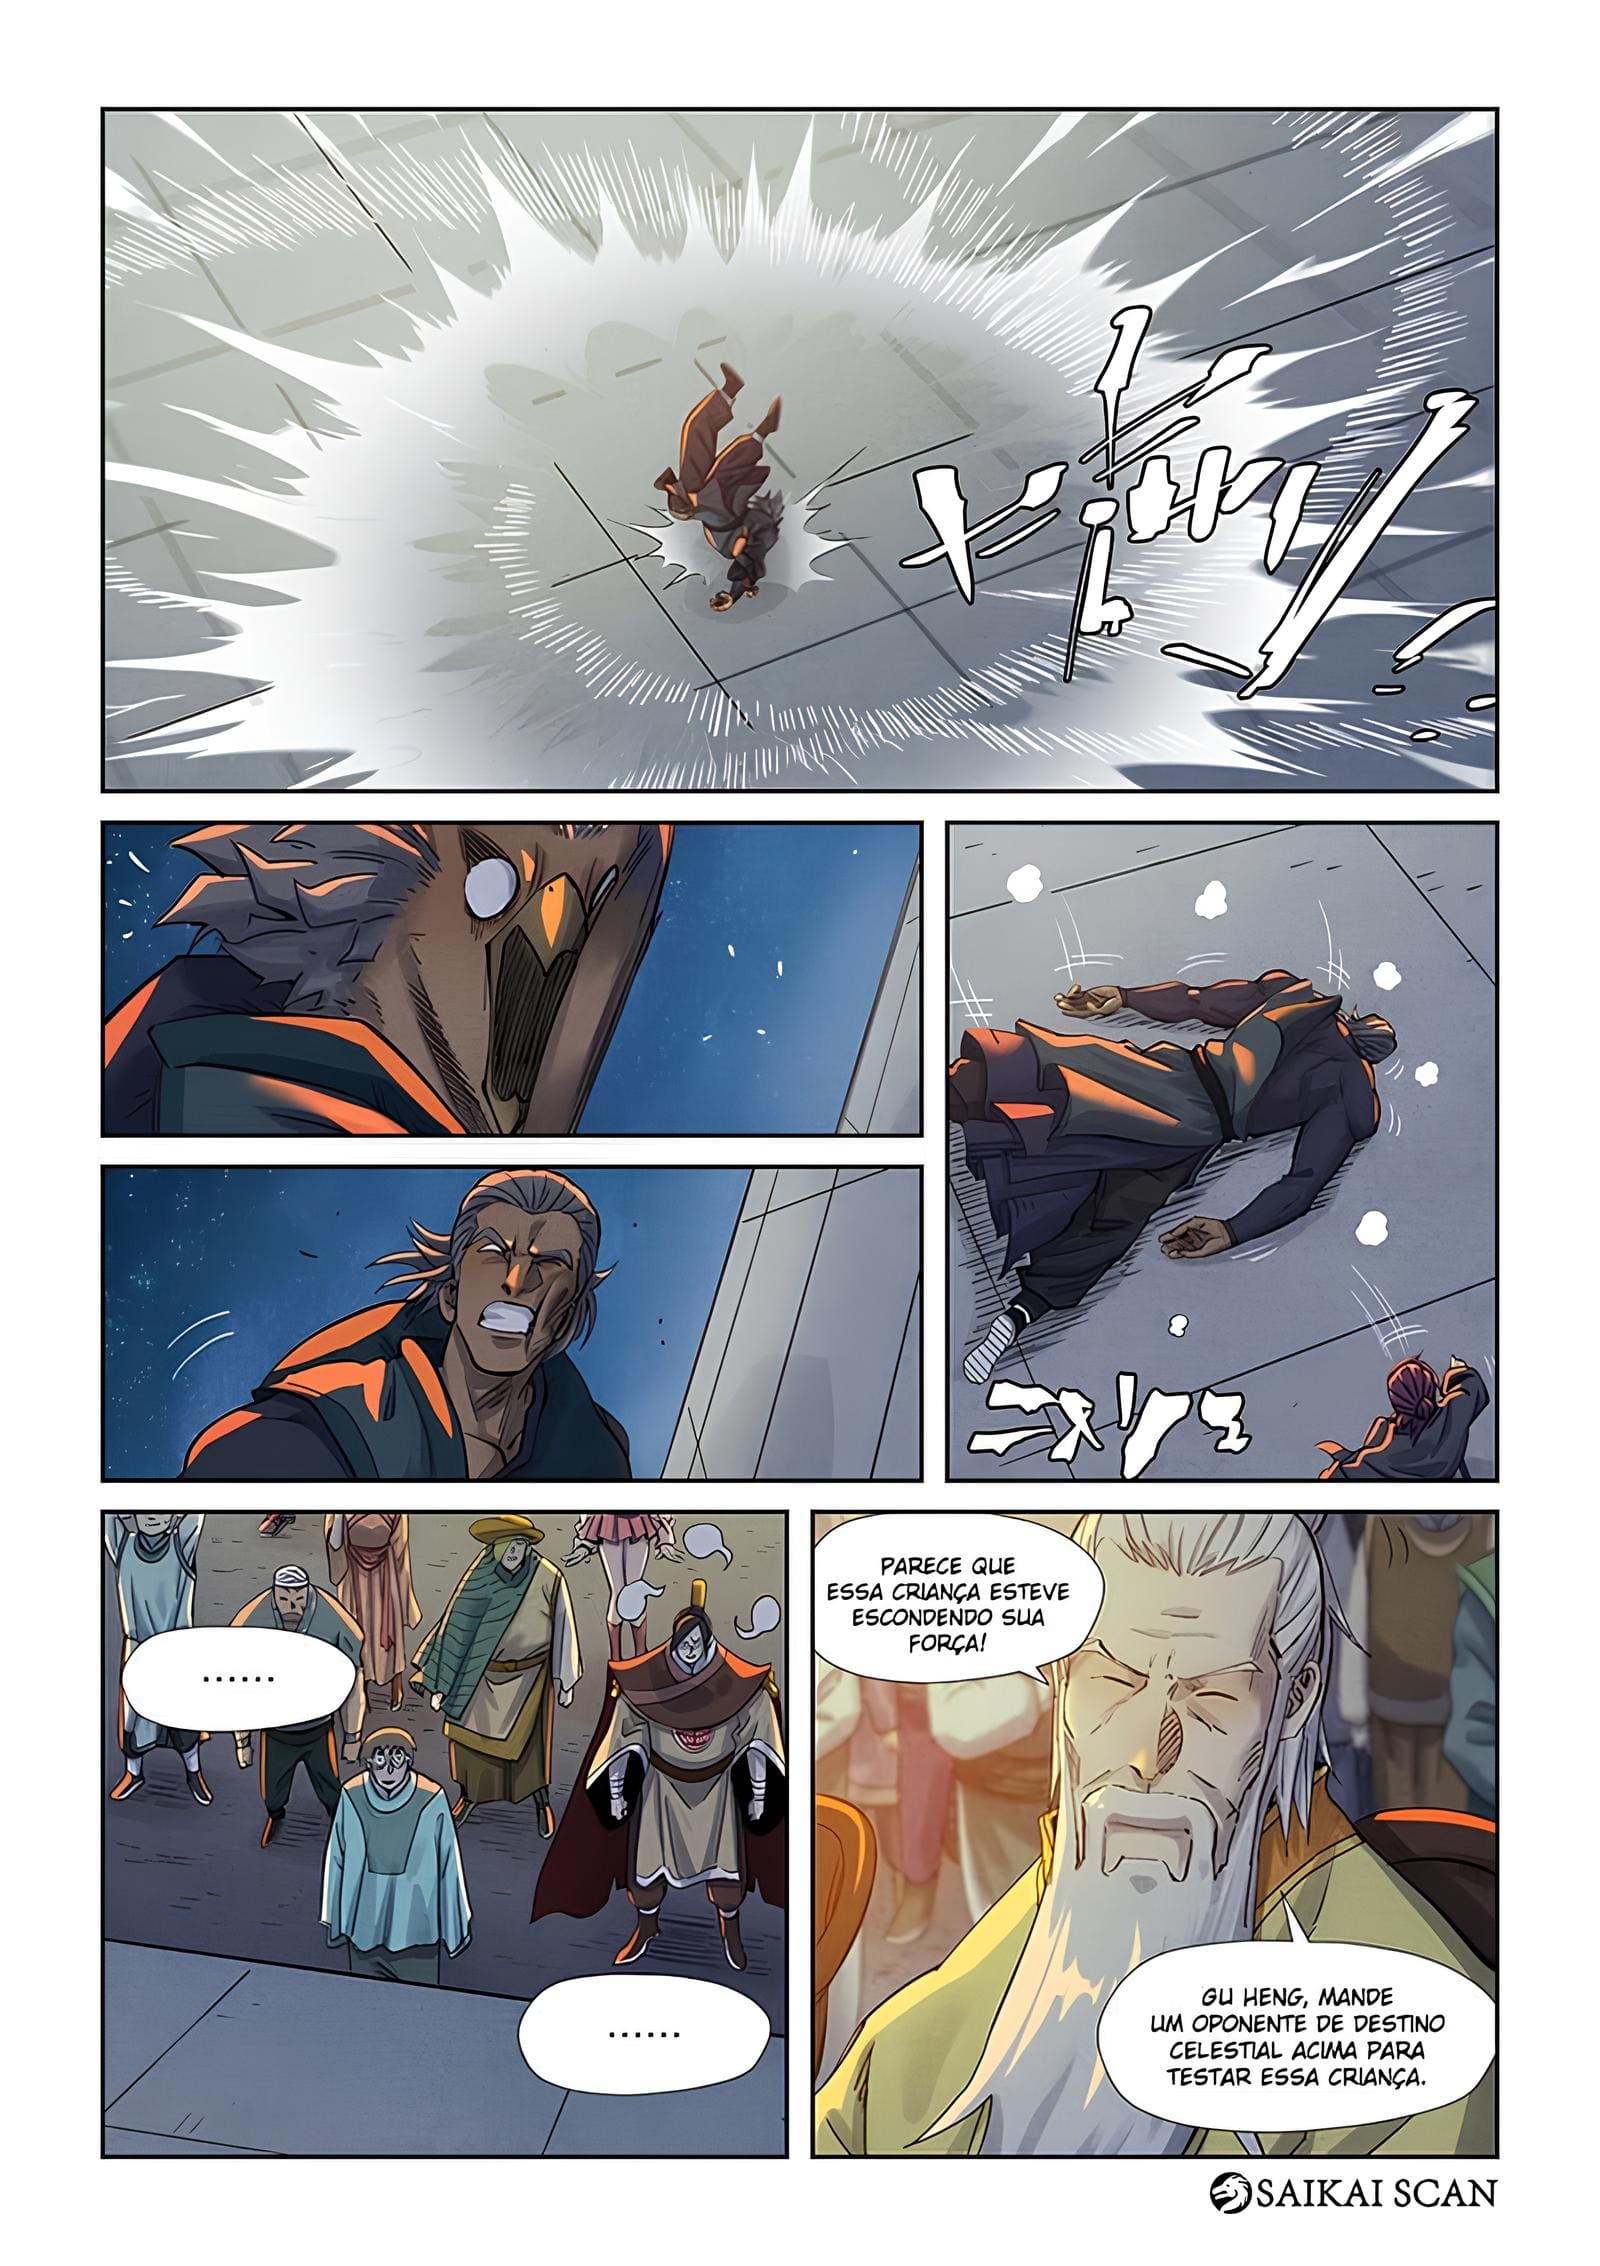 ......
......
PARECE QUE
ESSA CRIANÇA ESTEVE
ESCONDENDO SUA
FORÇA!
GU HENG, MANDE
UM OPONENTE DE DESTINO
CELESTIAL ACIMA PARA
TESTAR ESSA CRIANÇA.
SAIKAI SCAN